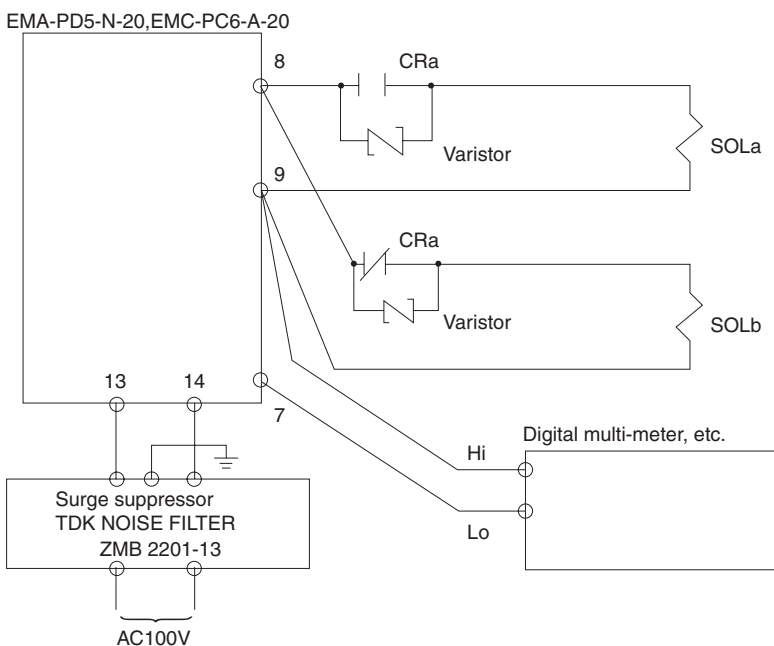 EMA-PD5-N-20,EMC-PC6-A-20
8
CRa
Varistor
SOLa
9
CRa
Varistor
SOLb
13
14
7
Digital multi-meter, etc.
Hi
Lo
Surge suppressor
TDK NOISE FILTER
ZMB 2201-13
AC100V